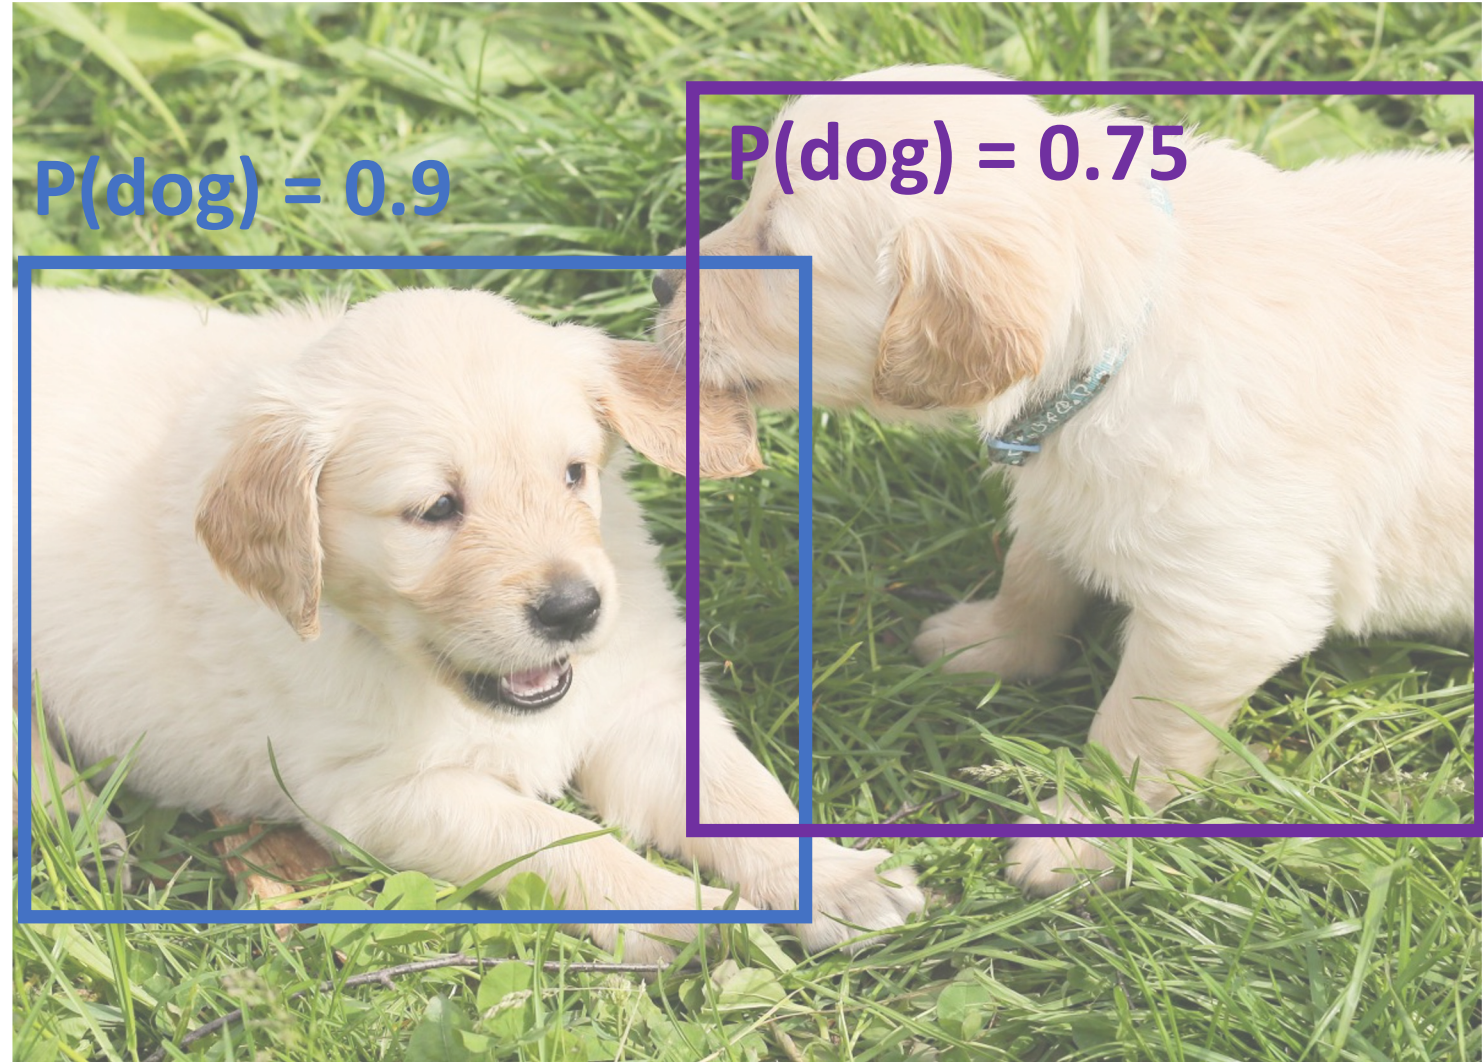 P(dog) = 0.9
P(dog) = 0.75